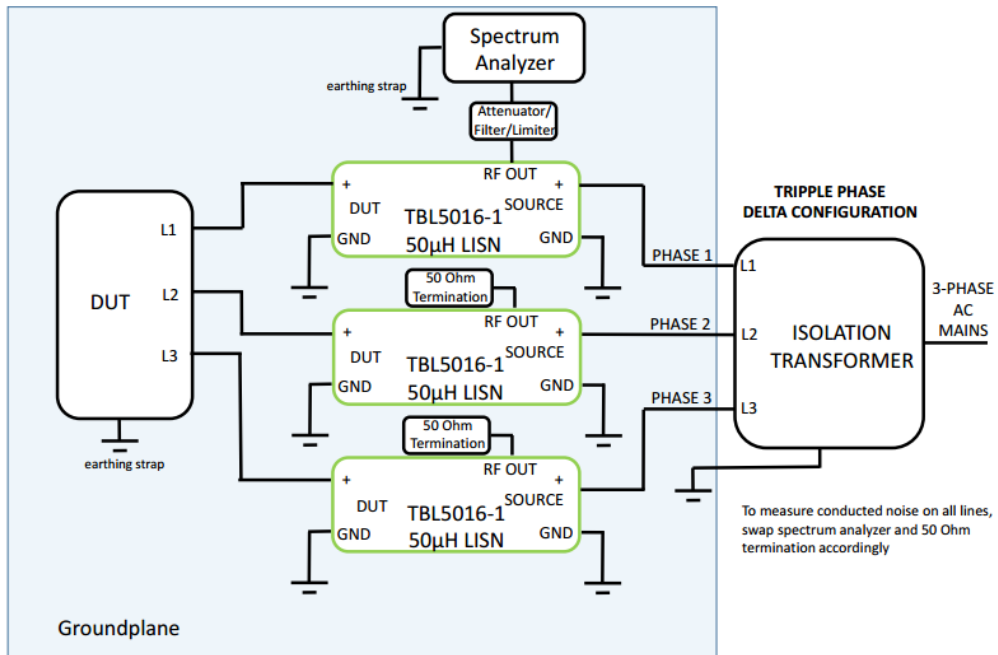 Spectrum
Analyzer
earthing strap
Attenuator/
Filter/Limiter
RF OUT
+
+
DUT
SOURCE
TBL5016-1
GND
GND
50µH LISN
TRIPPLE PHASE
DELTA CONFIGURATION
L1
PHASE 1
L1
50 Ohm
Termination
RF OUT
DUT
L2
+
+
DUT
SOURCE
TBL5016-1
GND
GND
50µH LISN
PHASE 2
L2
ISOLATION
TRANSFORMER
3-PHASE
AC
MAINS
L3
PHASE 3
L3
50 Ohm
Termination
RF OUT
+
+
DUT
SOURCE
TBL5016-1
GND
GND
50µH LISN
earthing strap
To measure conducted noise on all lines,
swap spectrum analyzer and 50 Ohm
termination accordingly
Groundplane